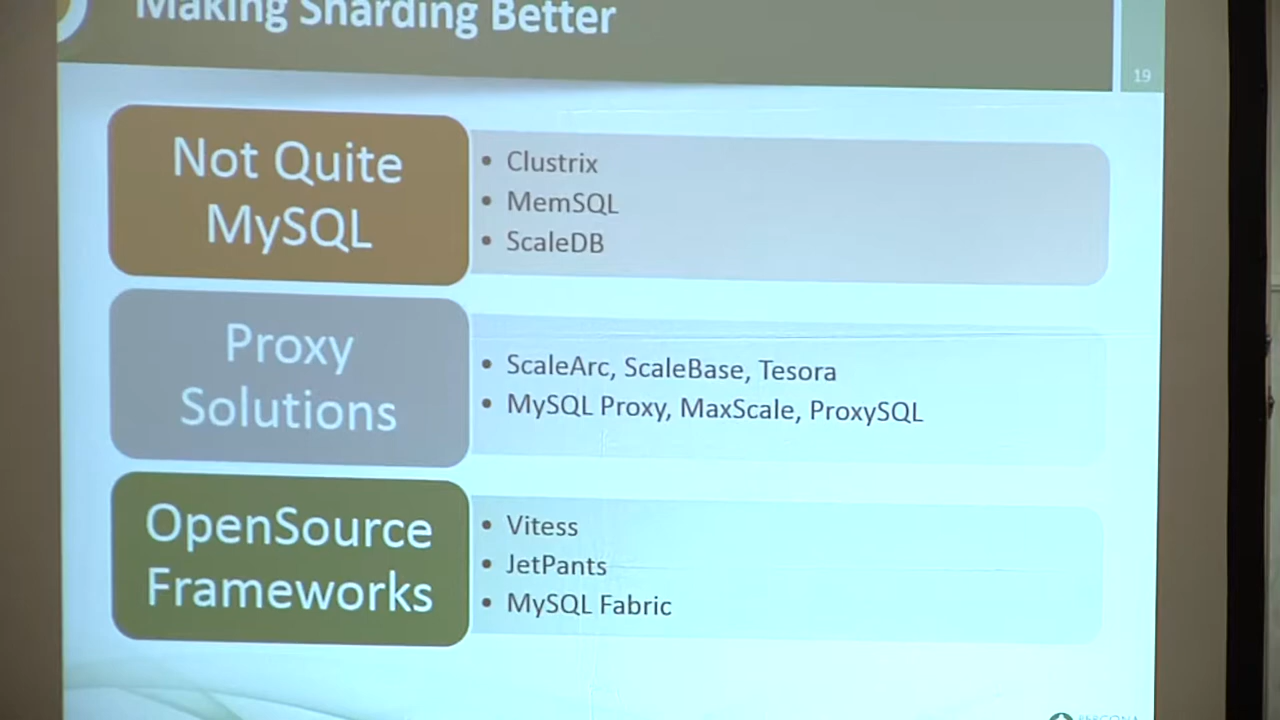 Making Sharding Better
19
Not Quite
MySQL
• Clustrix
• MemSQL
• ScaleDB
Proxy
Solutions
• ScaleArc, ScaleBase, Tesora
• MySQL Proxy, MaxScale, ProxySQL
OpenSource
Frameworks
• Vitess
• JetPants
• MySQL Fabric